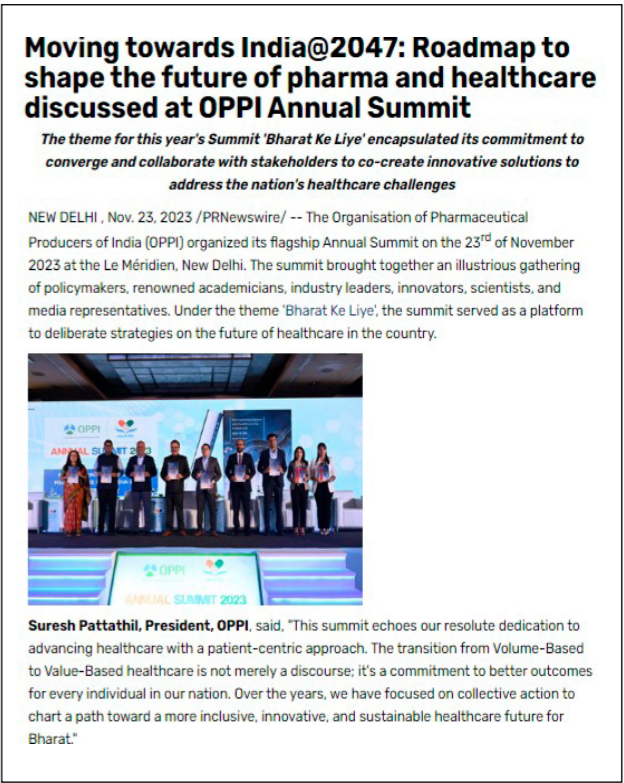 Moving towards India@2047: Roadmap to
shape the future of pharma and healthcare
discussed at OPPI Annual Summit
The theme for this year's Summit 'Bharat Ke Liye' encapsulated its commitment to
converge and collaborate with stakeholders to co-create innovative solutions to
address the nation's healthcare challenges
NEW DELHI , Nov. 23, 2023 /PRNewswire/ -- The Organisation of Pharmaceutical
Producers of India (OPPI) organized its flagship Annual Summit on the 23rd of November
2023 at the Le Méridien, New Delhi. The summit brought together an illustrious gathering
of policymakers, renowned academicians, industry leaders, innovators, scientists, and
media representatives. Under the theme 'Bharat Ke Liye', the summit served as a platform
to deliberate strategies on the future of healthcare in the country.
OPPI
ANNUAL SUMMIT 2023
OPPI
ANNUAL SUMMIT 2023
Suresh Pattathil, President, OPPI, said, "This summit echoes our resolute dedication to
advancing healthcare with a patient-centric approach. The transition from Volume-Based
to Value-Based healthcare is not merely a discourse; it's a commitment to better outcomes
for every individual in our nation. Over the years, we have focused on collective action to
chart a path toward a more inclusive, innovative, and sustainable healthcare future for
Bharat."